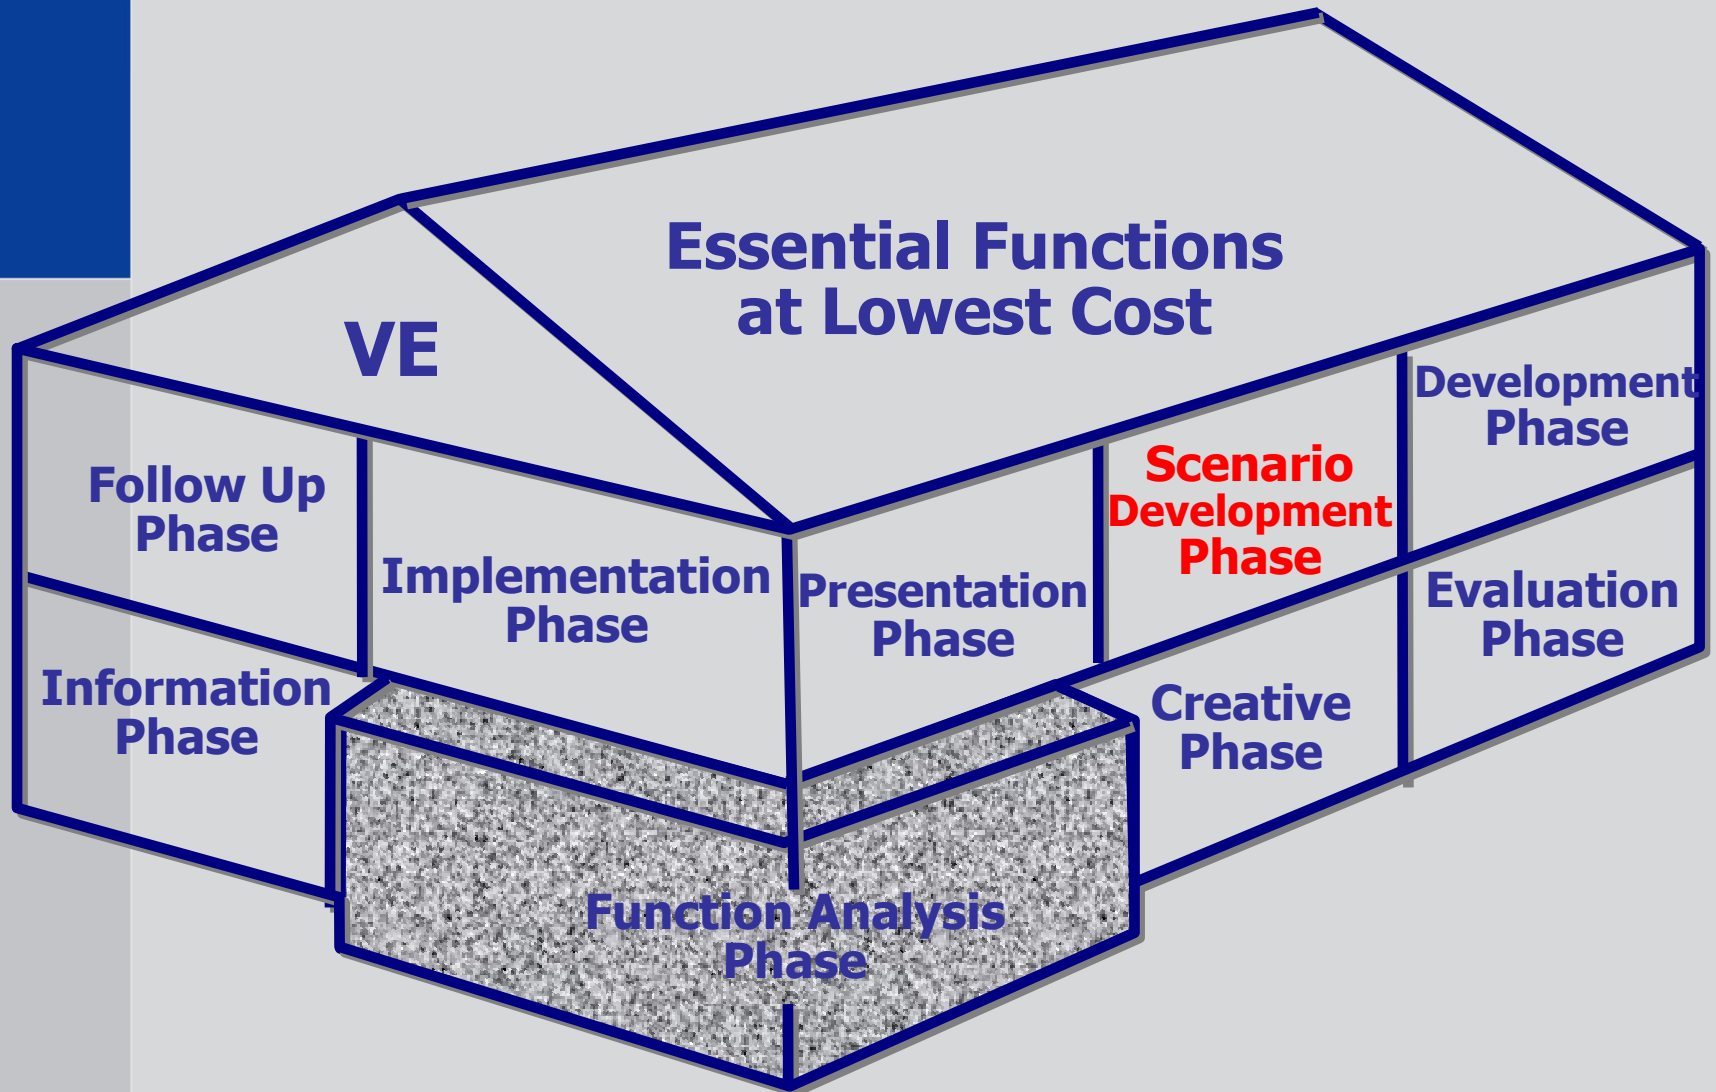 Essential Functions
at Lowest Cost
VE
Development
Phase
Scenario
Development
Phase
Follow Up
Phase
Implementation
Phase
Presentation
Phase
Evaluation
Phase
Information
Phase
Creative
Phase
Function Analysis
Phase